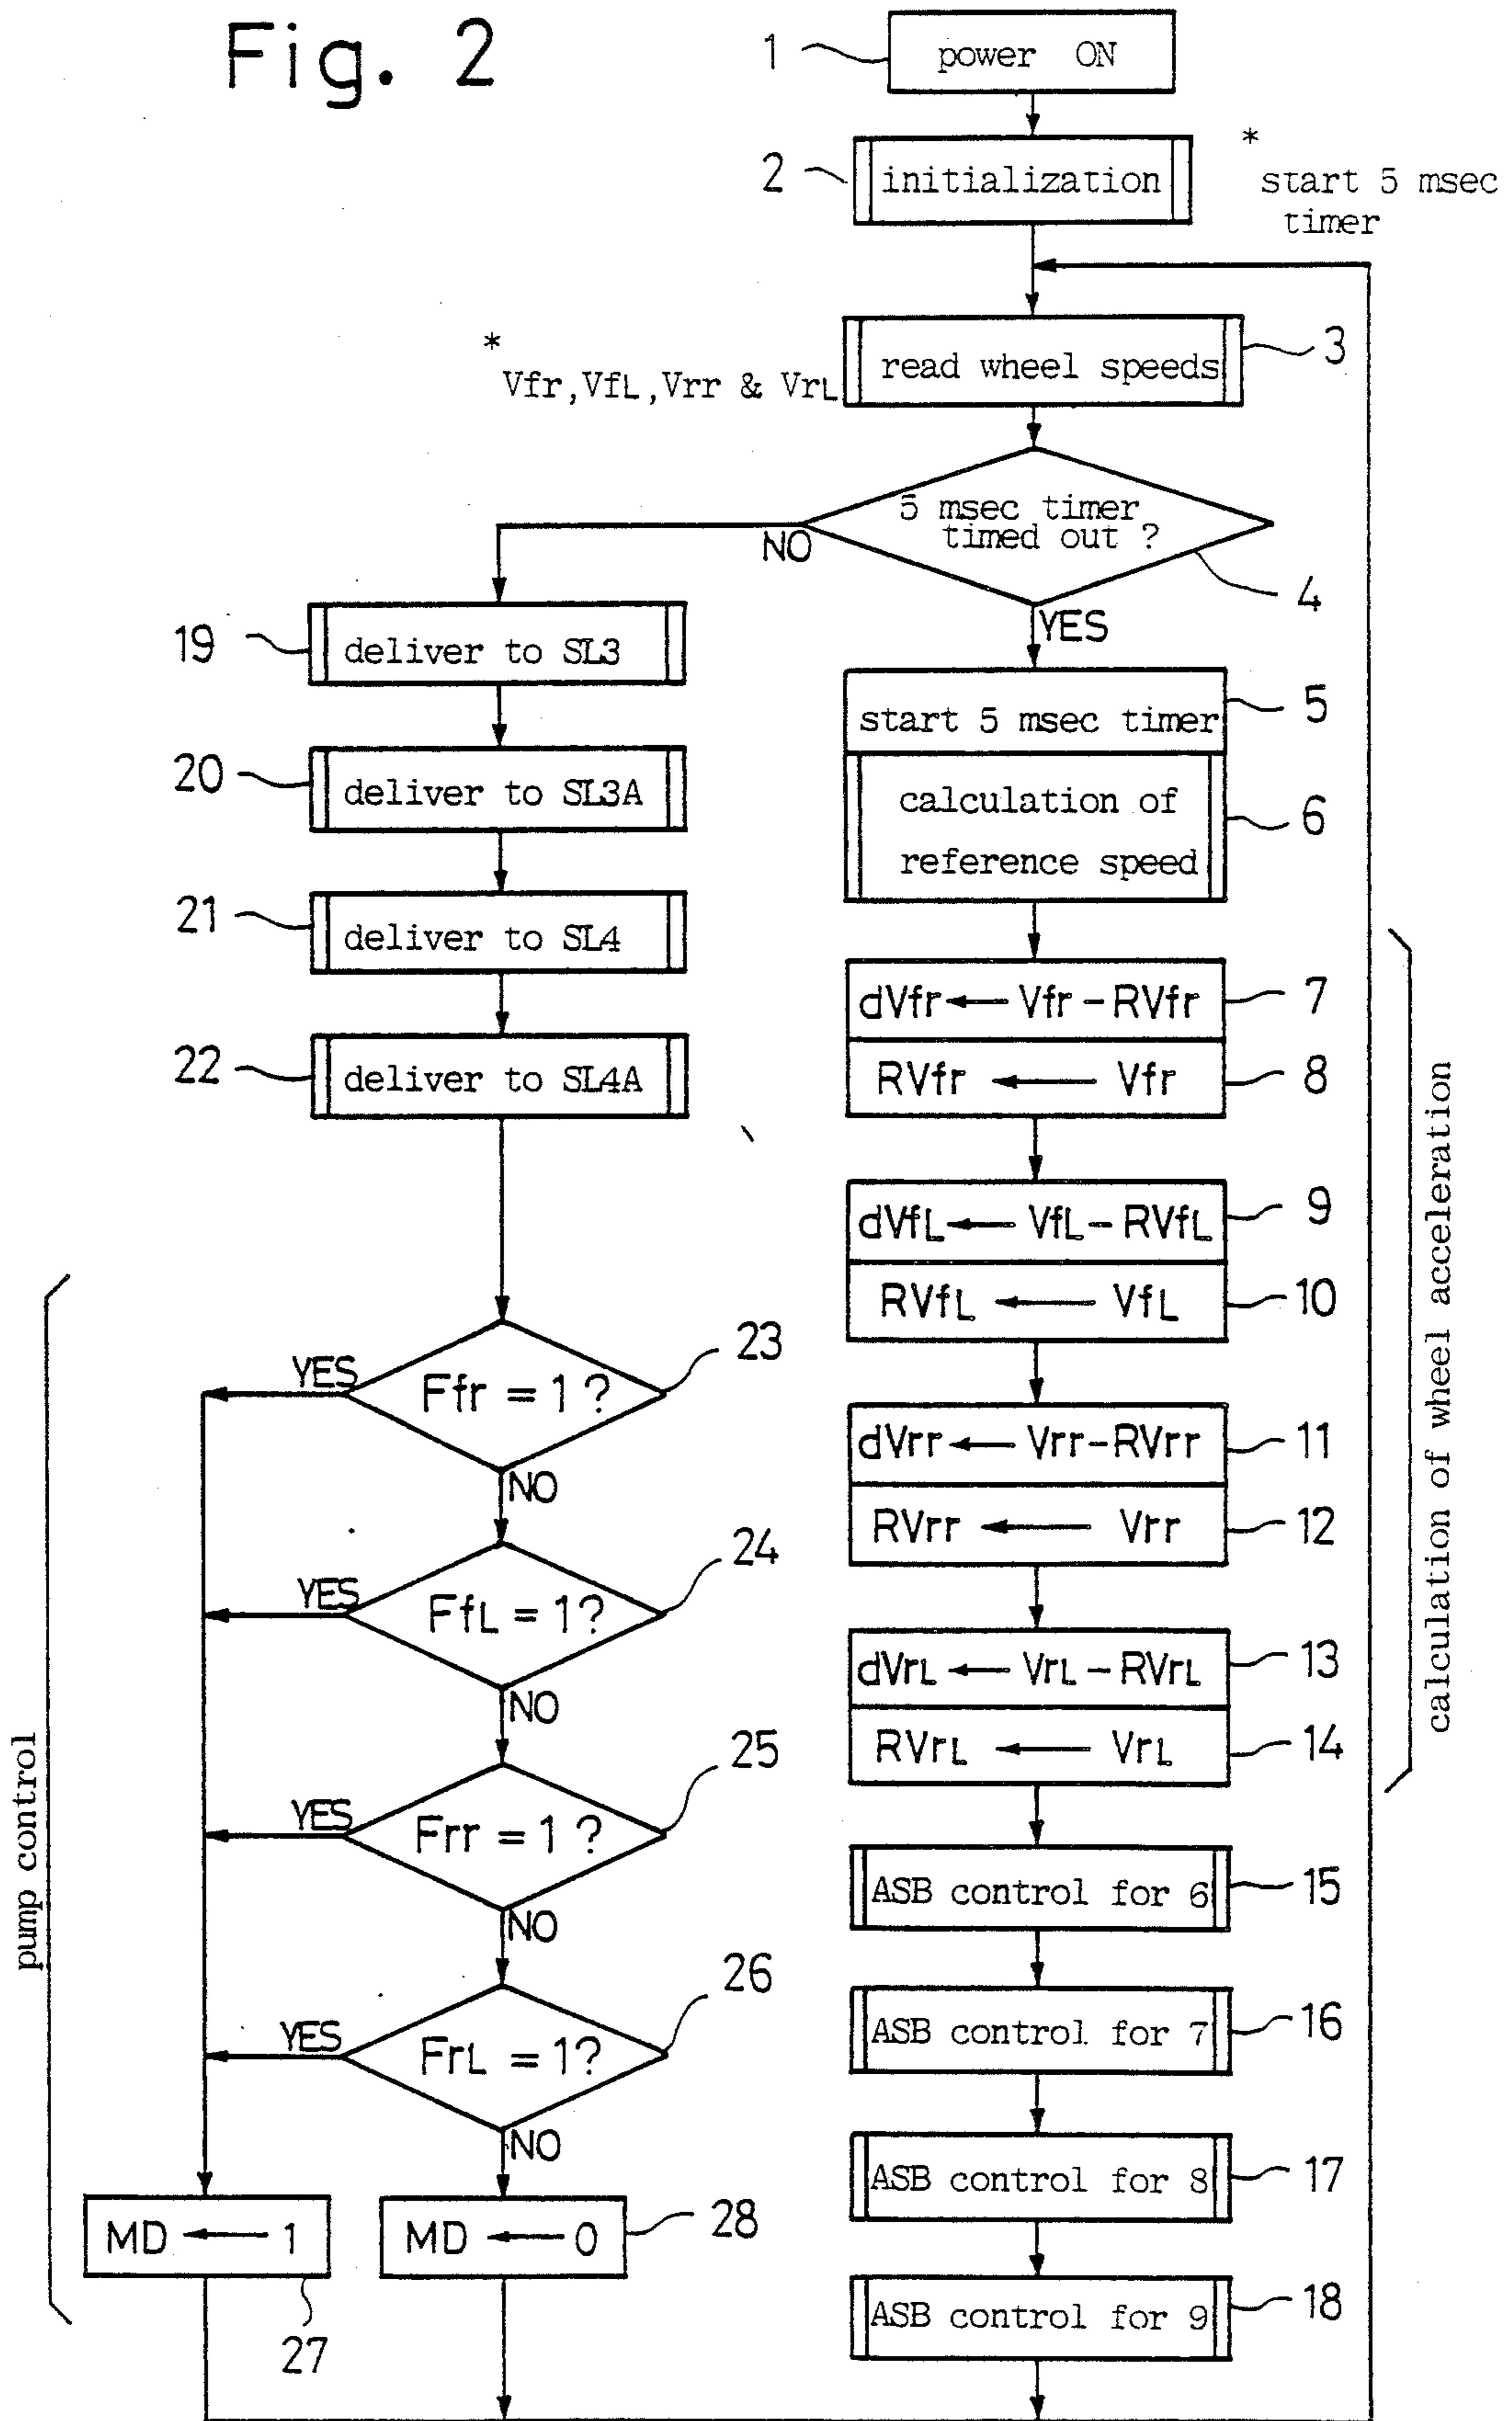 Fig. 2
1
power ON
2
initialization
*
start 5 msec
timer
*
Vfr,VfL,Vrr & VrL
read wheel speeds
3
5 msec timer
timed out ?
NO
4
YES
19
deliver to SL3
20
deliver to SL3A
21
deliver to SL4
22
deliver to SL4A
start 5 msec timer
5
calculation of
reference speed
6
dVfr ← Vfr - RVfr
7
RVfr ← Vfr
8
dVfL ← VfL - RVfL
9
RVfL ← VfL
10
dVrr ← Vrr - RVrr
11
RVrr ← Vrr
12
dVrL ← VrL - RVrL
13
RVrL ← VrL
14
calculation of wheel acceleration
ASB control for 6
15
ASB control for 7
16
ASB control for 8
17
ASB control for 9
18
pump control
Ffr = 1 ?
23
YES
NO
FfL = 1?
24
YES
NO
Frr = 1 ?
25
YES
NO
FrL = 1?
26
YES
NO
MD ← 1
27
MD ← 0
28